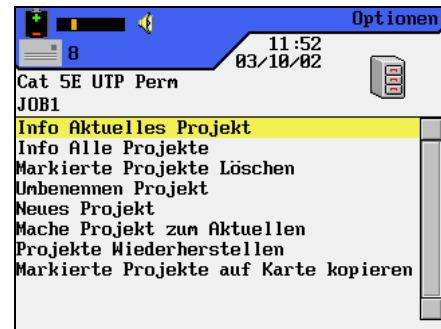 Optionen
8
11:52
03/10/02
Cat 5E UTP Perm
JOB1
Info Aktuelles Projekt
Info Alle Projekte
Markierte Projekte Löschen
Umbenennen Projekt
Neues Projekt
Mache Projekt zum Aktuellen
Projekte Wiederherstellen
Markierte Projekte auf Karte kopieren